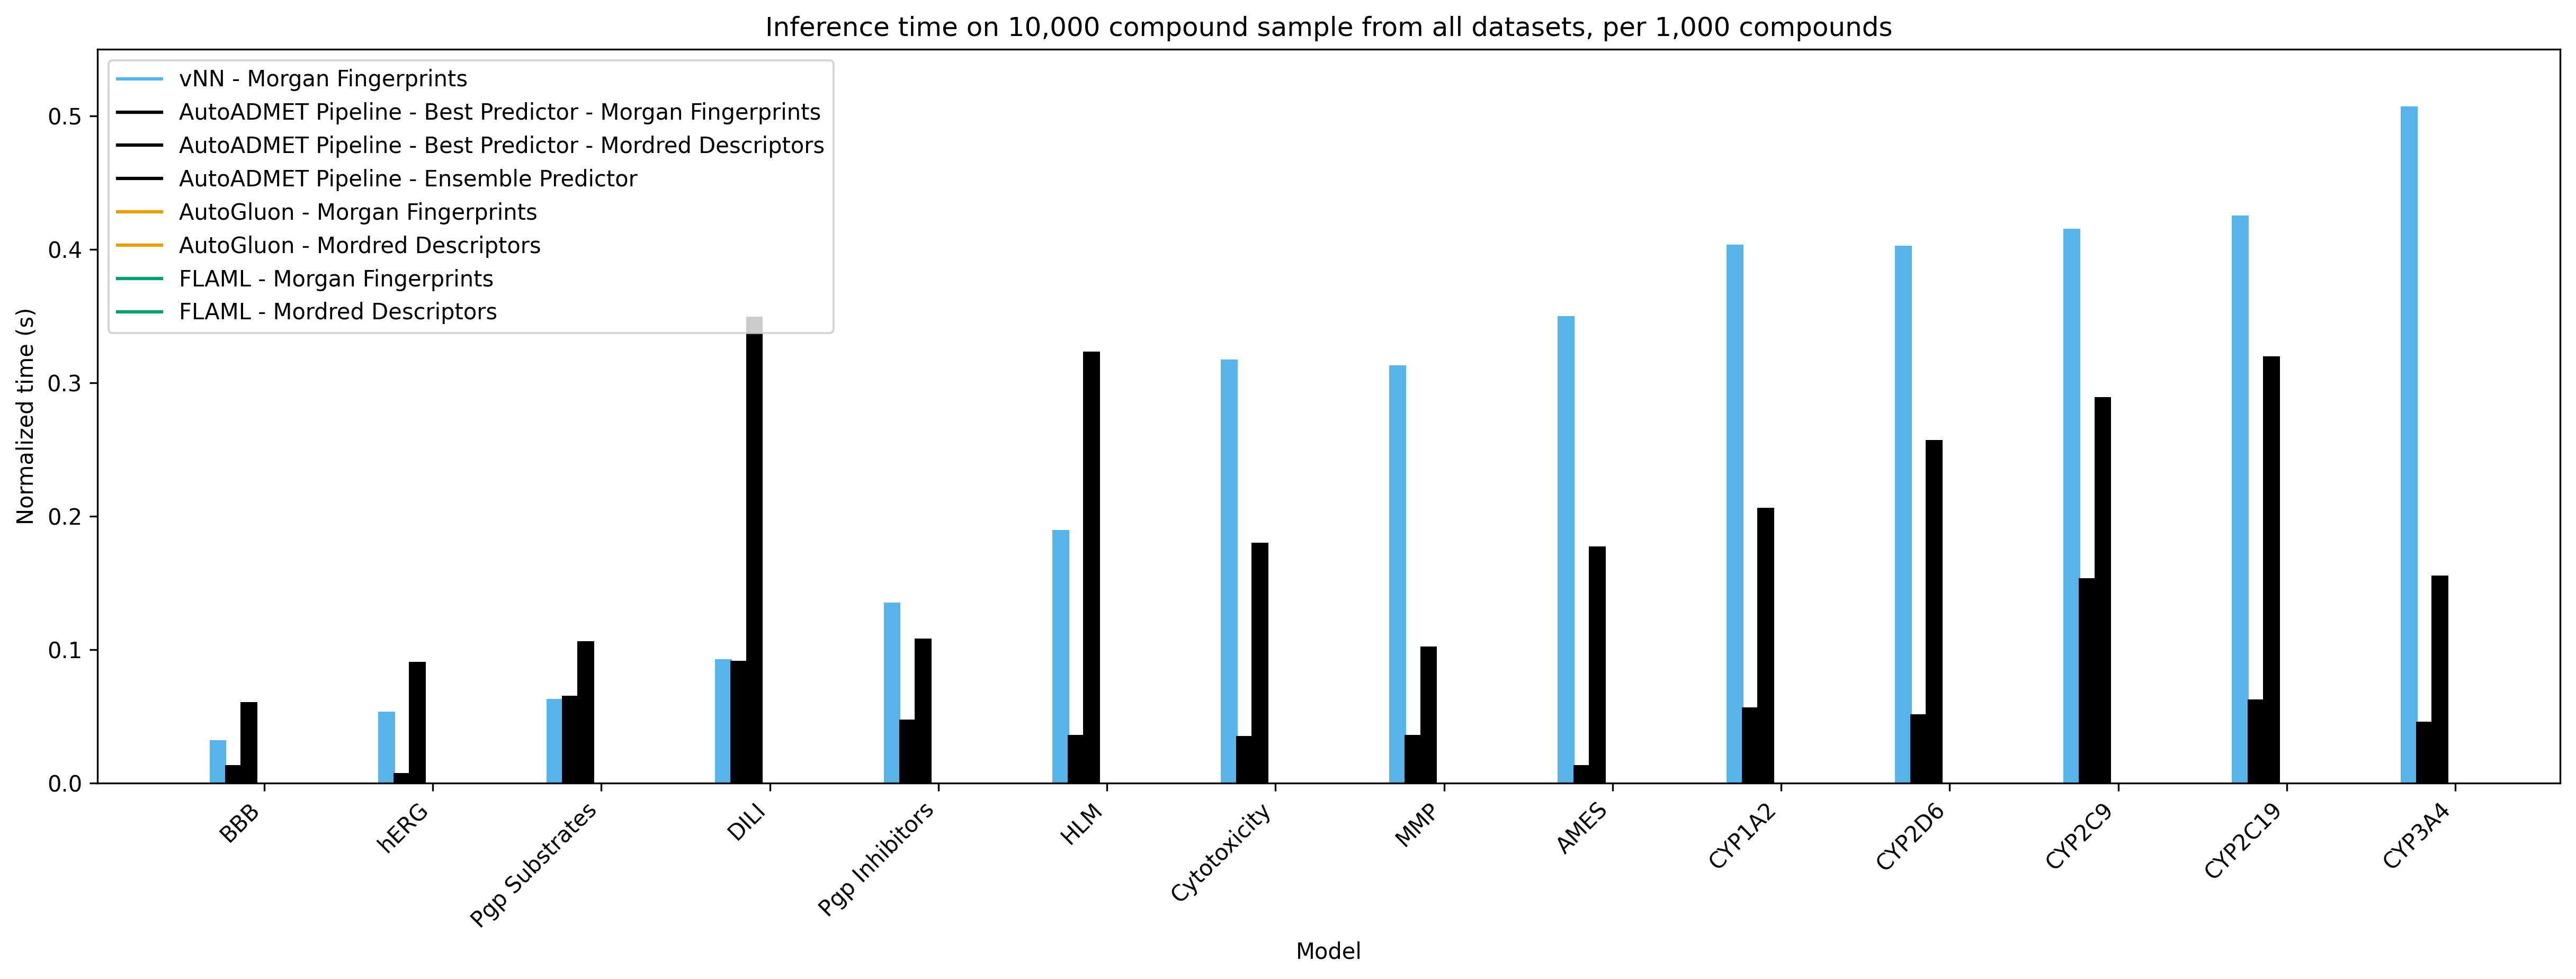 Inference time on 10,000 compound sample from all datasets, per 1,000 compounds
vNN - Morgan Fingerprints
AutoADMET Pipeline - Best Predictor - Morgan Fingerprints
AutoADMET Pipeline - Best Predictor - Mordred Descriptors
AutoADMET Pipeline - Ensemble Predictor
AutoGluon - Morgan Fingerprints
AutoGluon - Mordred Descriptors
FLAML - Morgan Fingerprints
FLAML - Mordred Descriptors
Normalized time (s)
0.5
0.4
0.3
0.2
0.1
0.0
BBB
hERG
Pgp Substrates
DILI
Pgp Inhibitors
HLM
Cytotoxicity
MMP
AMES
CYP1A2
CYP2D6
CYP2C9
CYP2C19
CYP3A4
Model